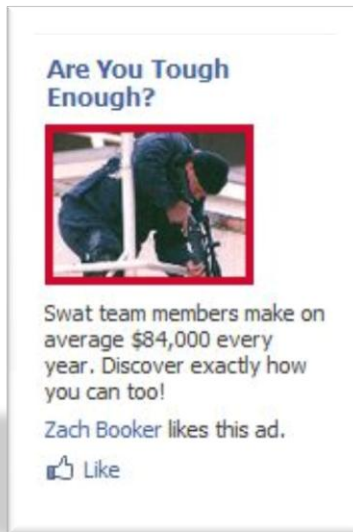 Are You Tough
Enough?
Swat team members make on
average $84,000 every
year. Discover exactly how
you can too!
Zach Booker likes this ad.
Like